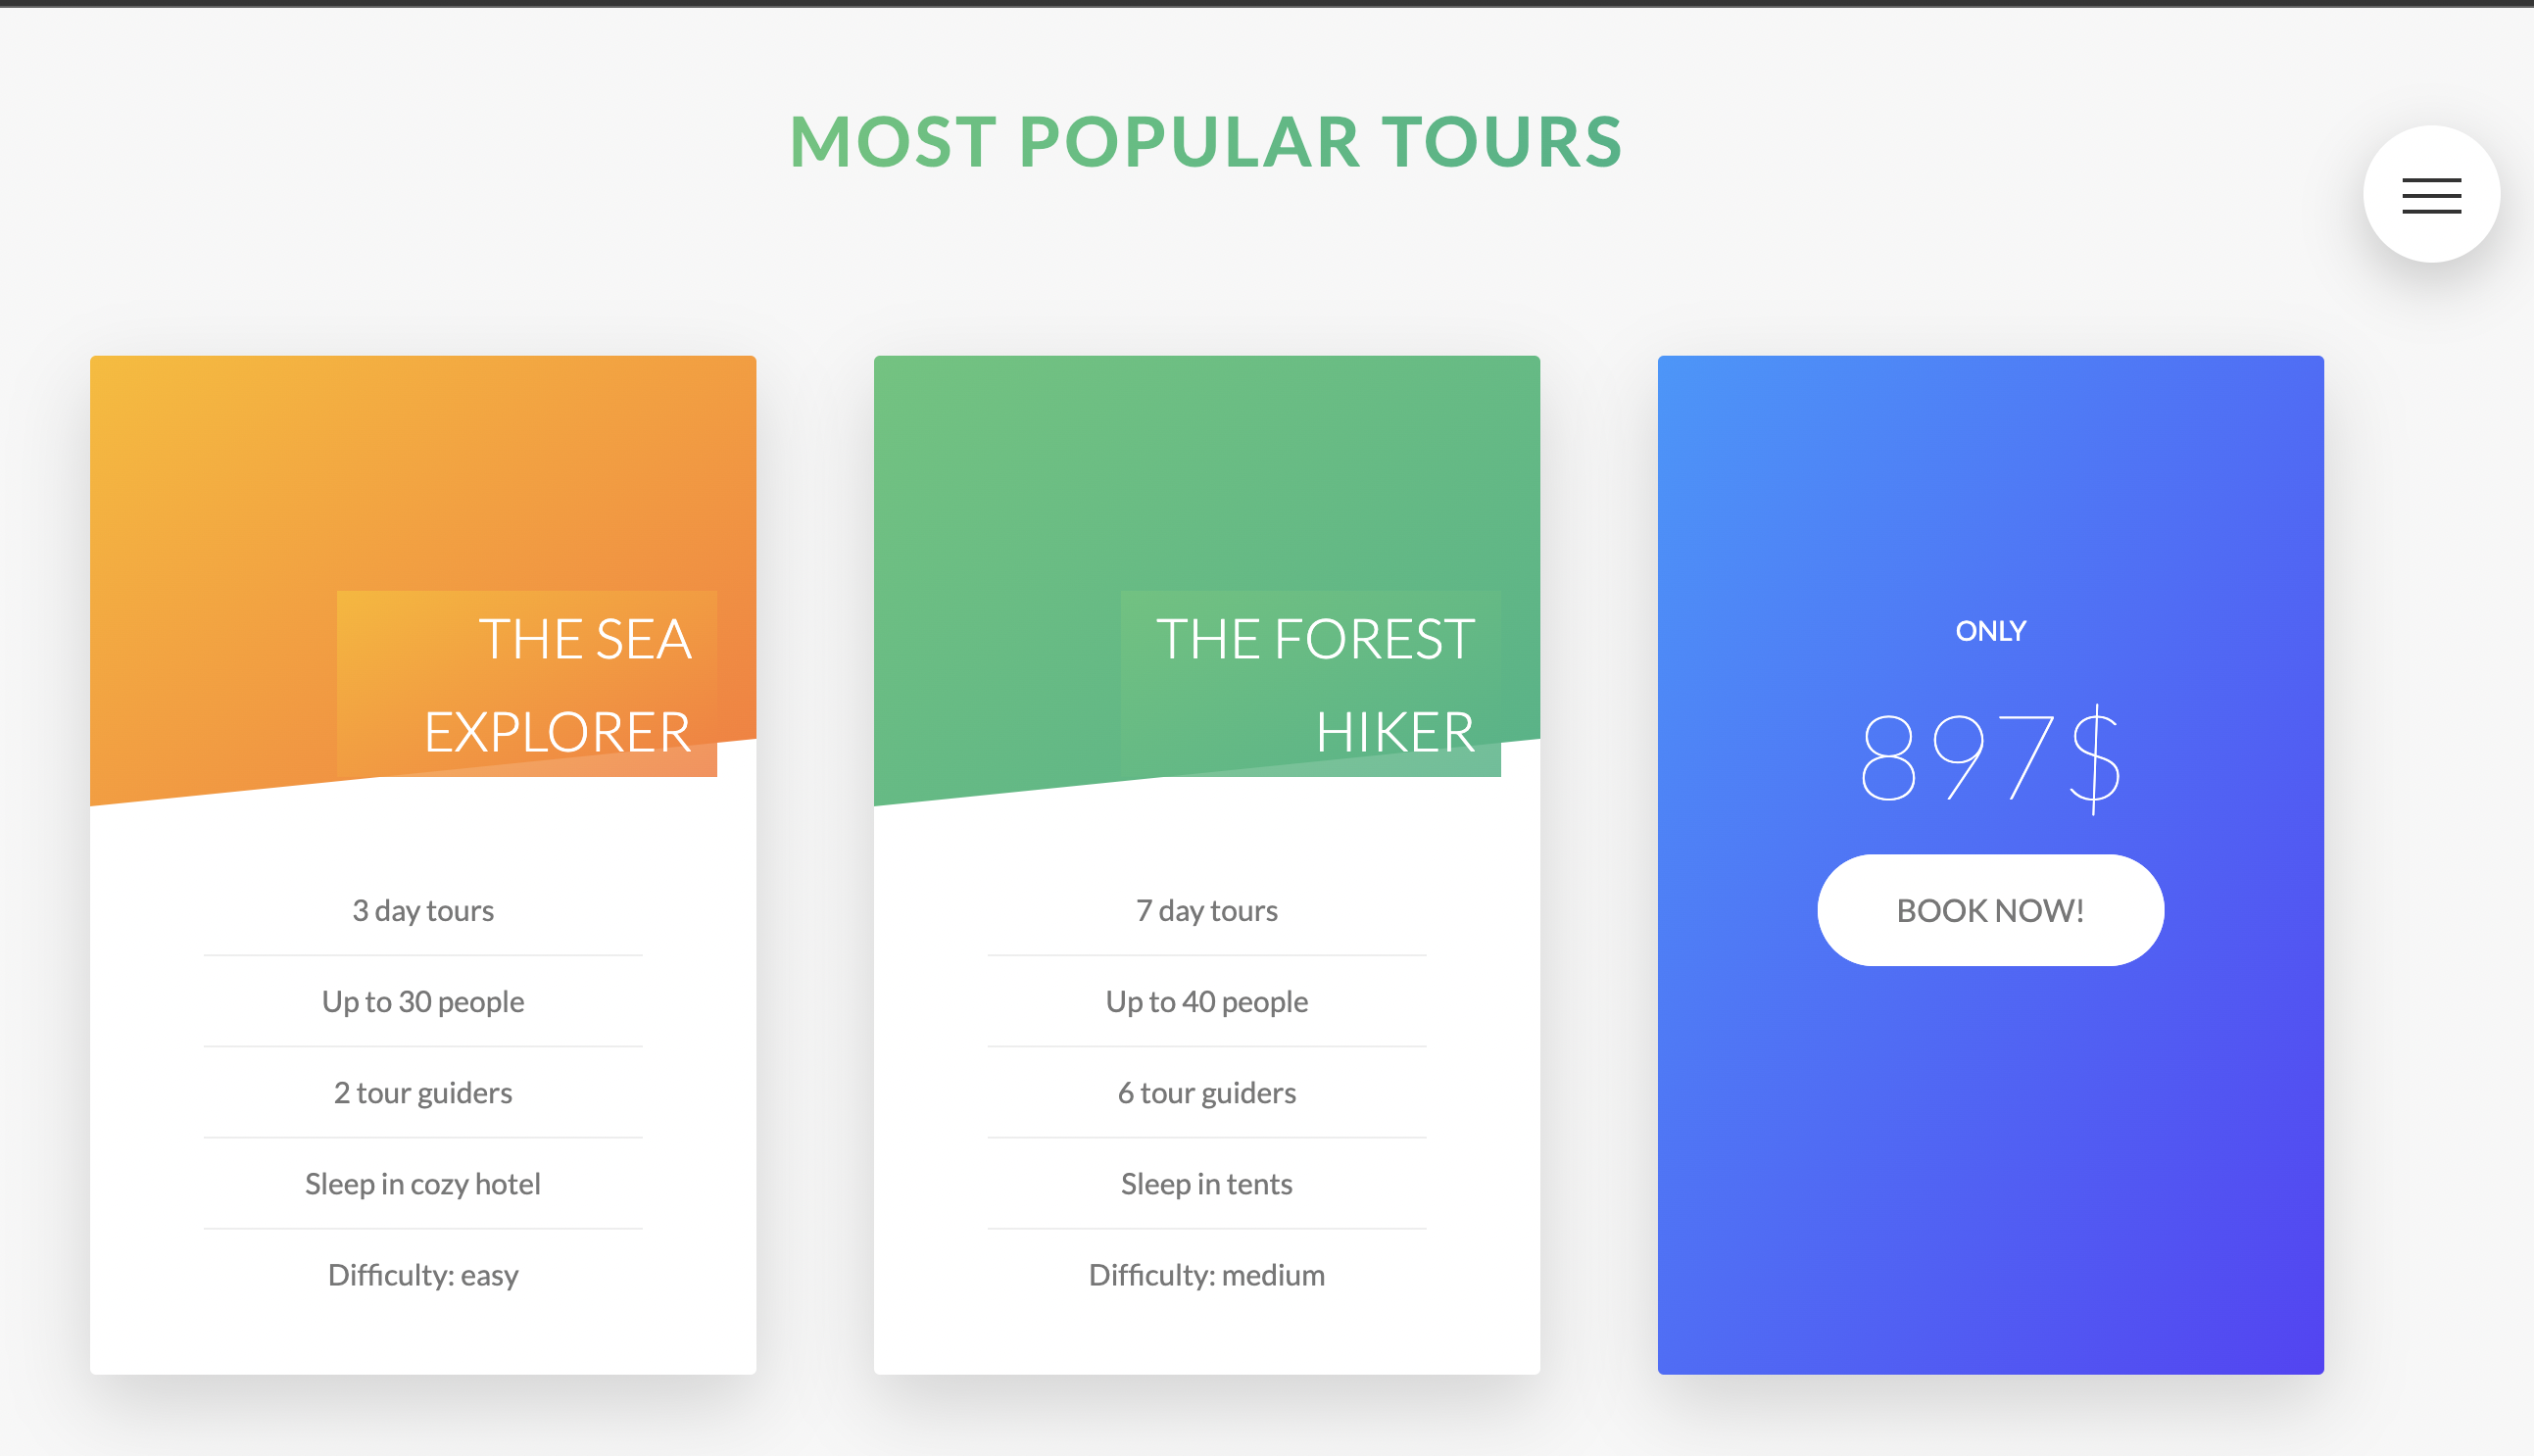 MOST POPULAR TOURS
THE SEA
EXPLORER
3 day tours
Up to 30 people
2 tour guiders
Sleep in cozy hotel
Difficulty: easy
THE FOREST
HIKER
7 day tours
Up to 40 people
6 tour guiders
Sleep in tents
Difficulty: medium
ONLY
897$
BOOK NOW!